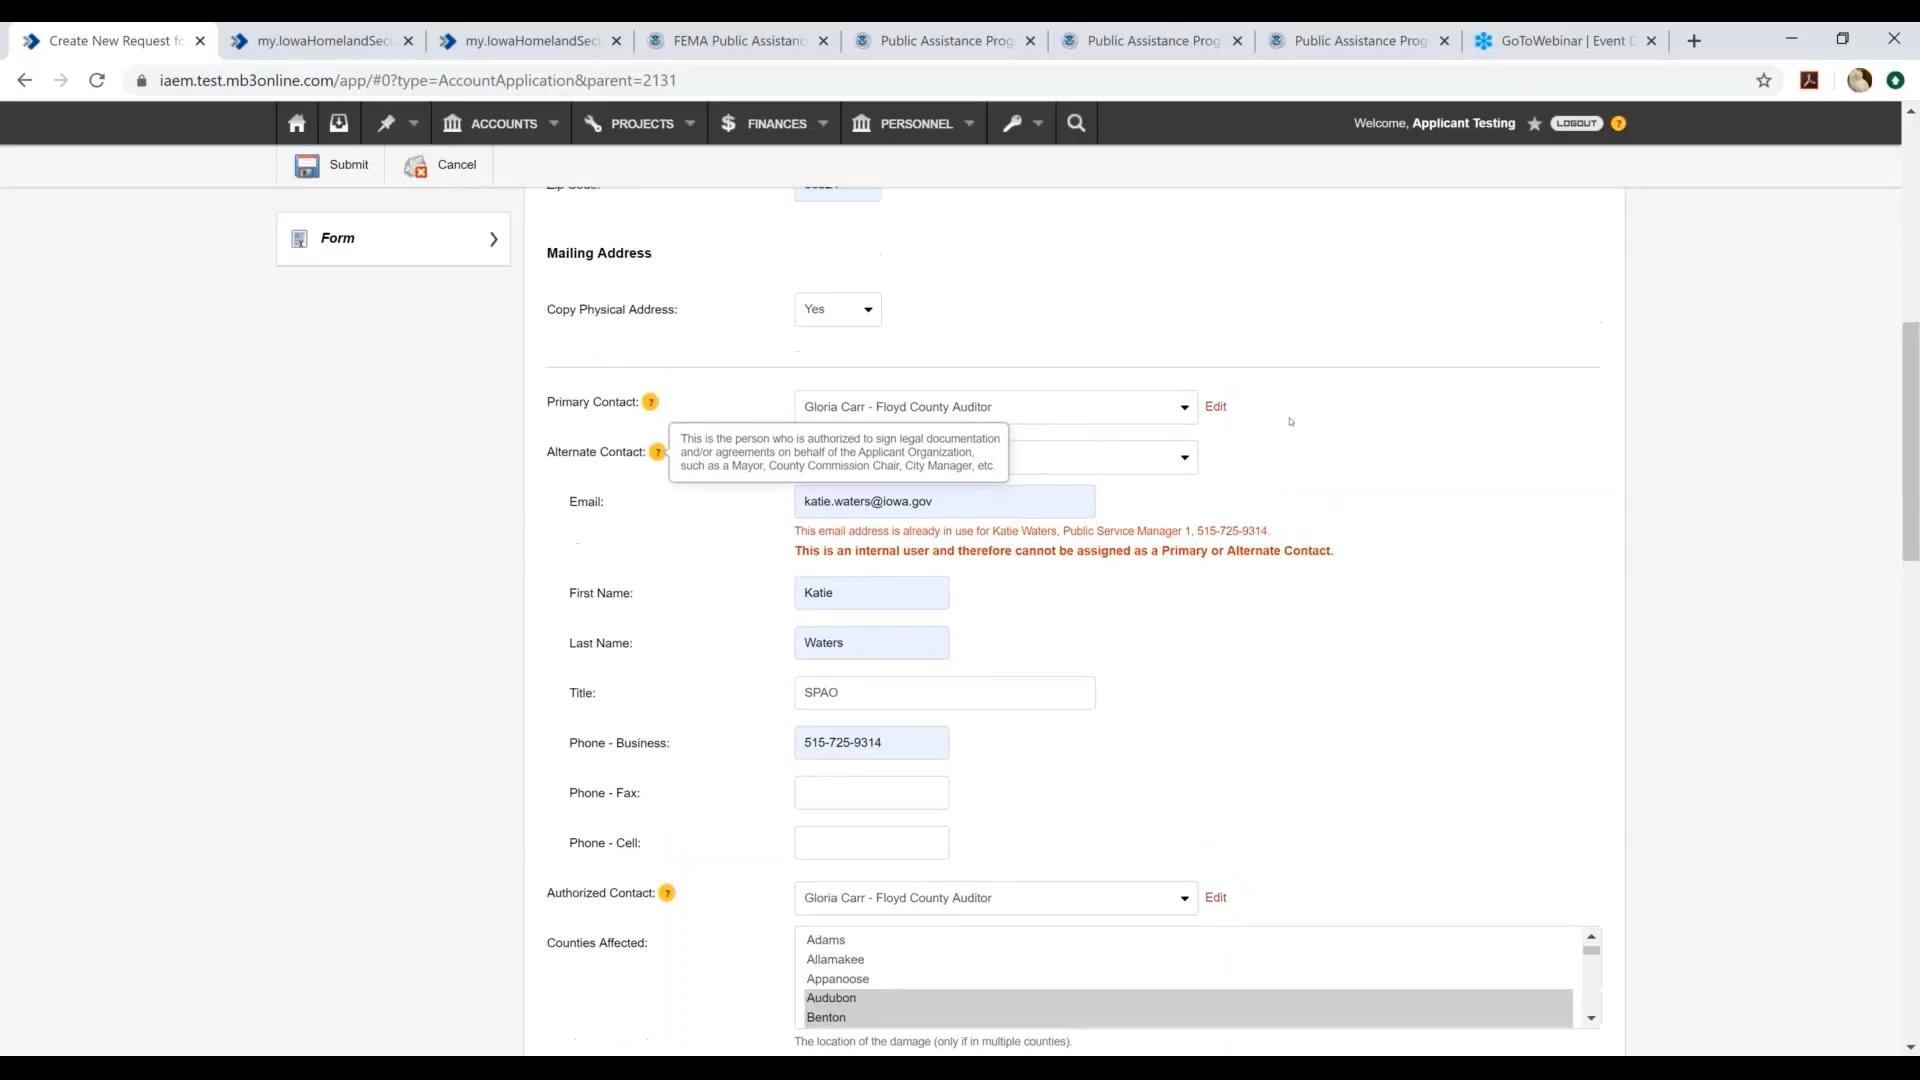 Create New Request fo
my.IowaHomelandSec
my.IowaHomelandSec
FEMA Public Assistanc
Public Assistance Prog
Public Assistance Prog
Public Assistance Prog
GoToWebinar | Event D
iaem.test.mb3online.com/app/#0?type=AccountApplication&parent=2131
ACCOUNTS
PROJECTS
FINANCES
PERSONNEL
Welcome, Applicant Testing
LOGOUT
?
Submit
Cancel
Form
Zip Code:
Mailing Address
Copy Physical Address:
Yes
Primary Contact: ?
Gloria Carr - Floyd County Auditor
Edit
Alternate Contact: ?
This is the person who is authorized to sign legal documentation
and/or agreements on behalf of the Applicant Organization,
such as a Mayor, County Commission Chair, City Manager, etc.
Email:
katie.waters@iowa.gov
This email address is already in use for Katie Waters, Public Service Manager 1, 515-725-9314.
This is an internal user and therefore cannot be assigned as a Primary or Alternate Contact.
First Name:
Katie
Last Name:
Waters
Title:
SPAO
Phone - Business:
515-725-9314
Phone - Fax:
Phone - Cell:
Authorized Contact: ?
Gloria Carr - Floyd County Auditor
Edit
Counties Affected:
Adams
Allamakee
Appanoose
Audubon
Benton
The location of the damage (only if in multiple counties).